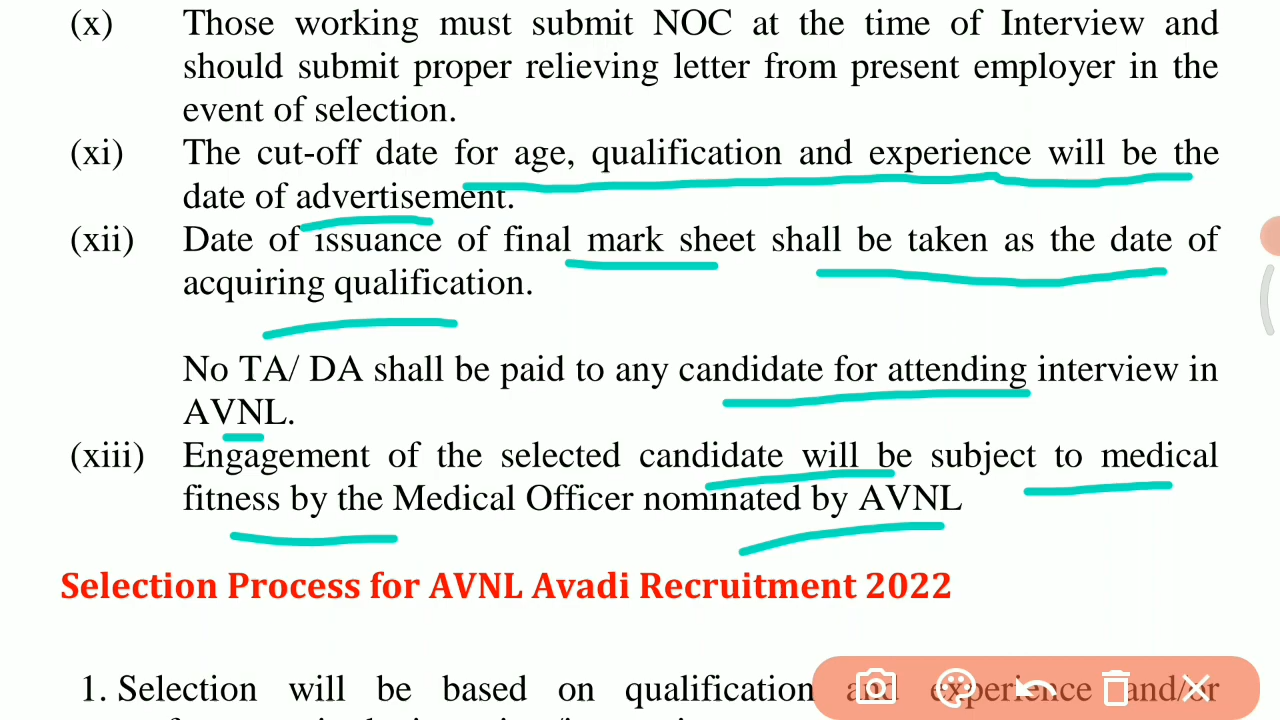 (x) Those working must submit NOC at the time of Interview and
should submit proper relieving letter from present employer in the
event of selection.
(xi) The cut-off date for age, qualification and experience will be the
date of advertisement.
(xii) Date of issuance of final mark sheet shall be taken as the date of
acquiring qualification.
No TA/ DA shall be paid to any candidate for attending interview in
AVNL.
(xiii) Engagement of the selected candidate will be subject to medical
fitness by the Medical Officer nominated by AVNL
Selection Process for AVNL Avadi Recruitment 2022
1. Selection will be based on qualification and experience and/or